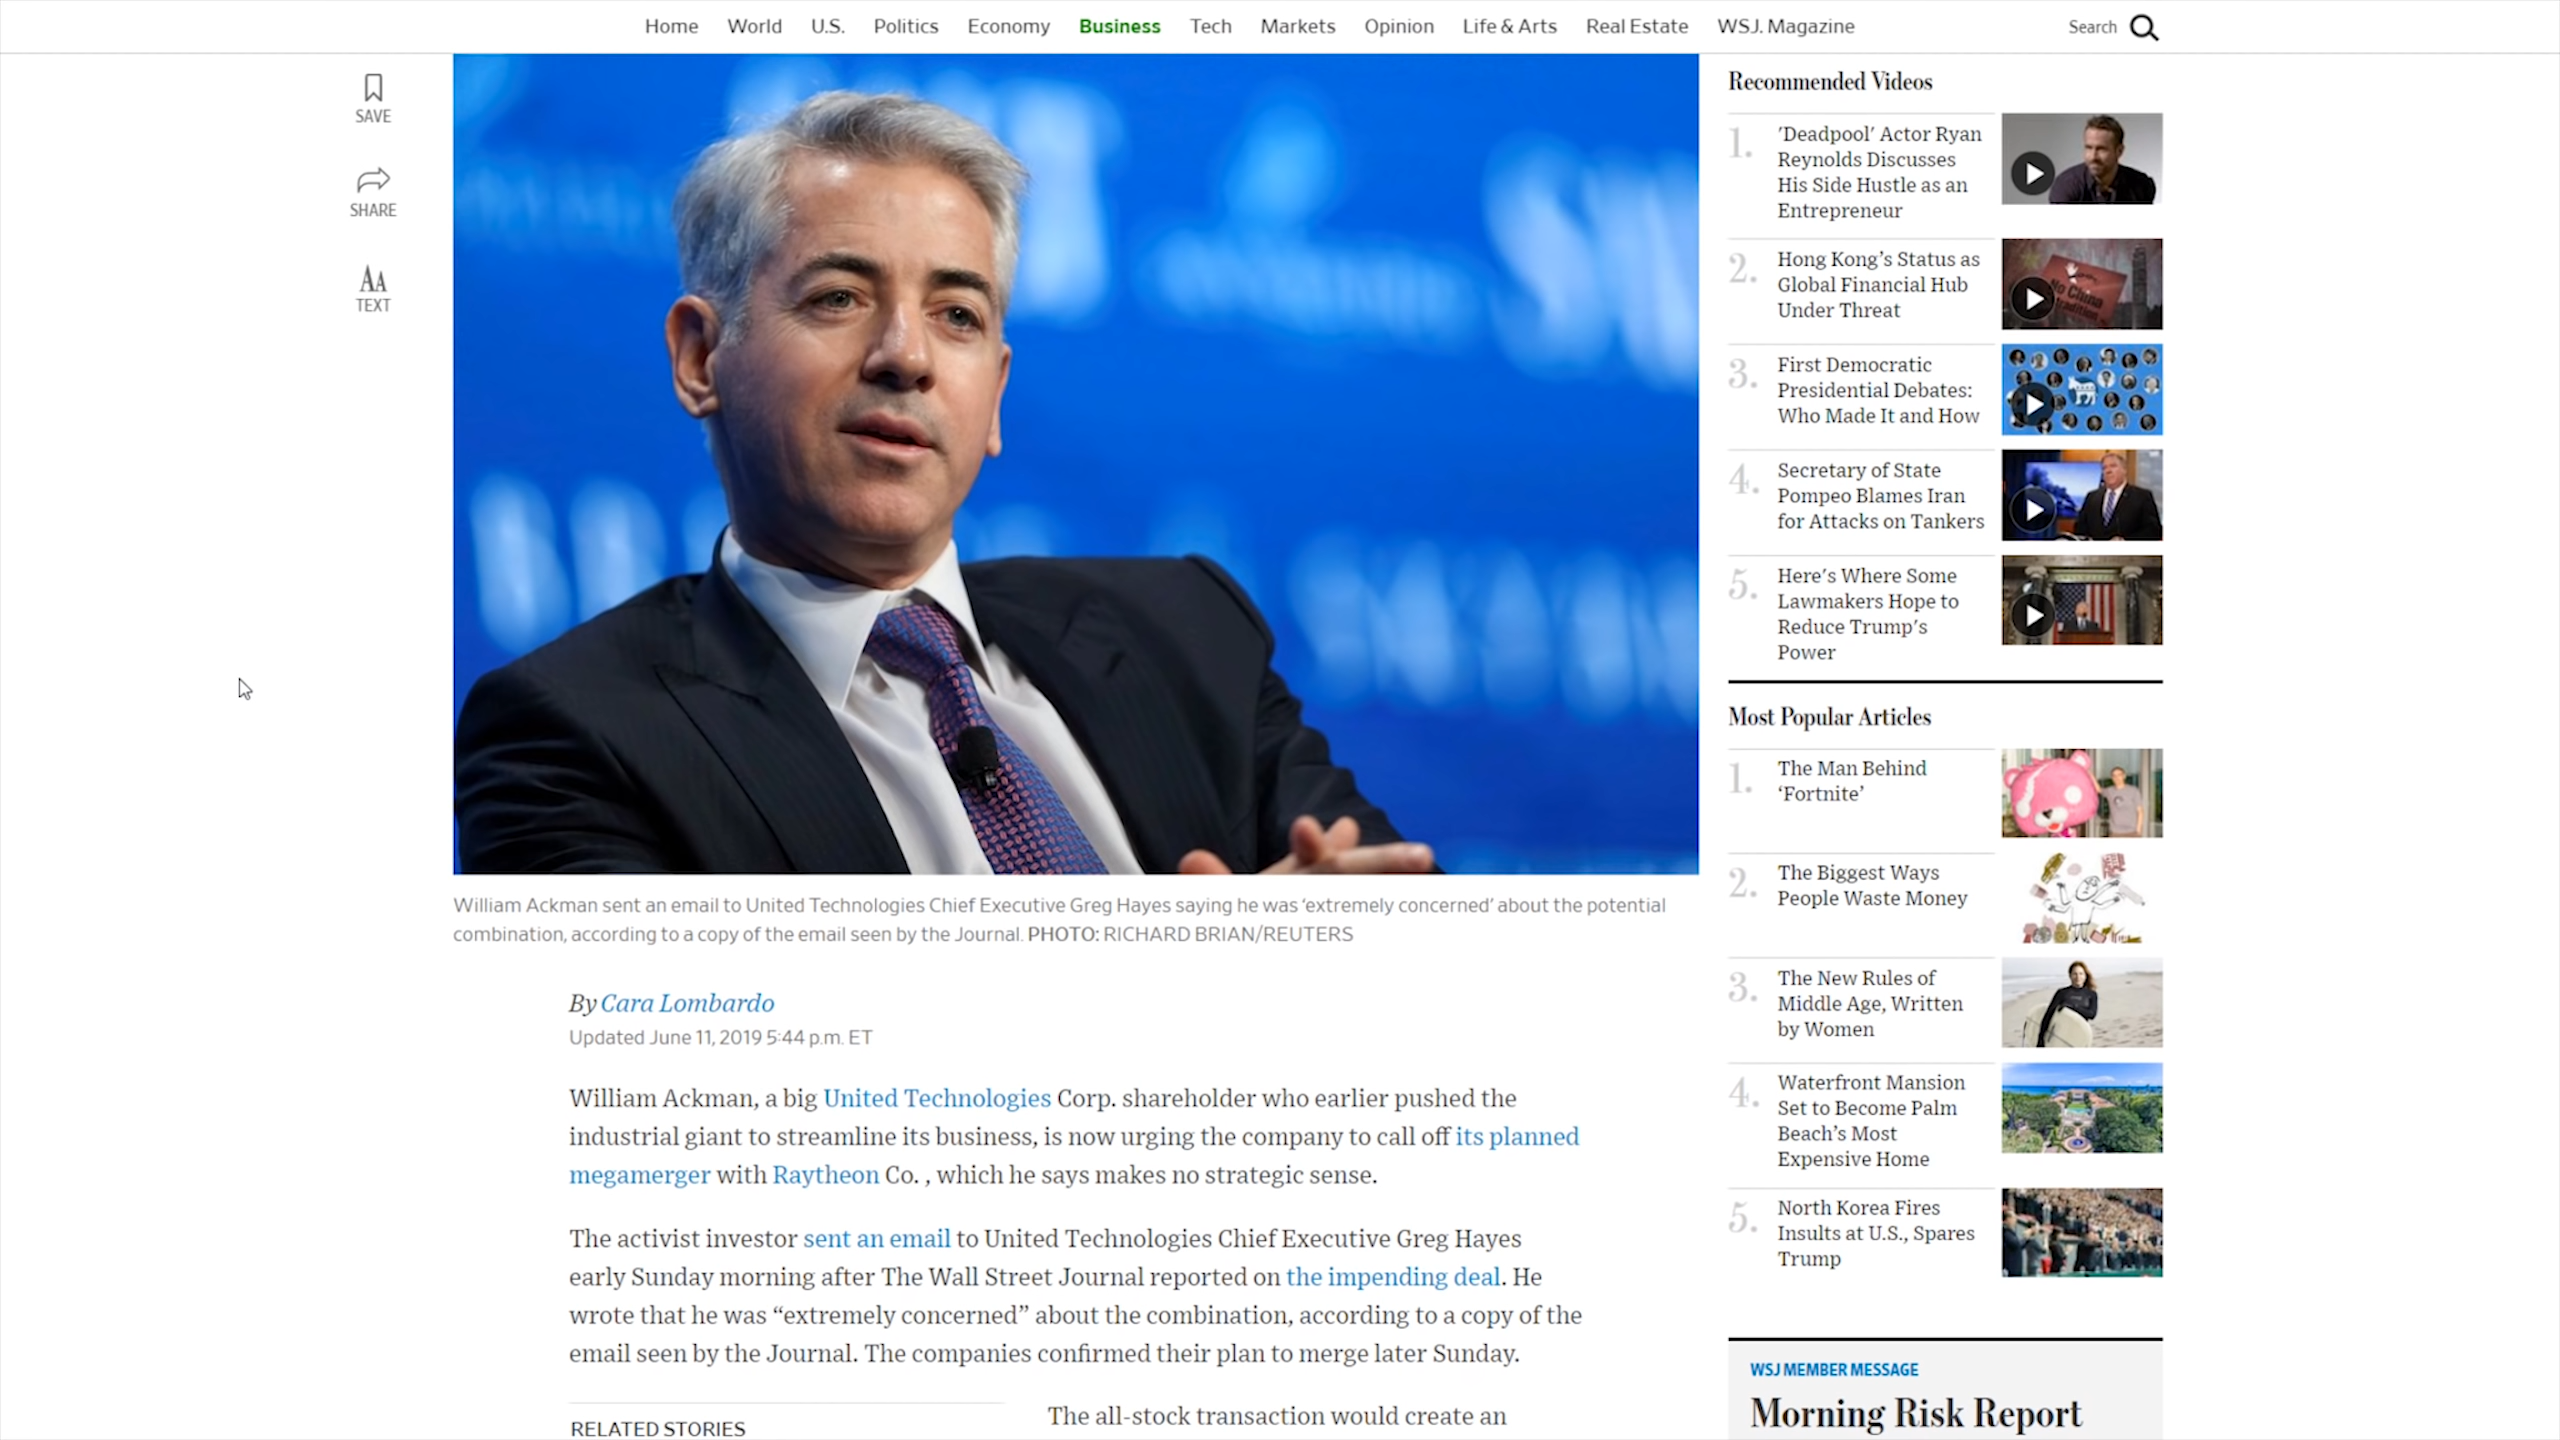 Home World U.S. Politics Economy Business Tech Markets Opinion Life & Arts Real Estate WSJ. Magazine Search
SAVE
SHARE
AA
TEXT
William Ackman sent an email to United Technologies Chief Executive Greg Hayes saying he was ‘extremely concerned’ about the potential
combination, according to a copy of the email seen by the Journal. PHOTO: RICHARD BRIAN/REUTERS
By Cara Lombardo
Updated June 11, 2019 5:44 p.m. ET
William Ackman, a big United Technologies Corp. shareholder who earlier pushed the
industrial giant to streamline its business, is now urging the company to call off its planned
megamerger with Raytheon Co. , which he says makes no strategic sense.
The activist investor sent an email to United Technologies Chief Executive Greg Hayes
early Sunday morning after The Wall Street Journal reported on the impending deal. He
wrote that he was “extremely concerned” about the combination, according to a copy of the
email seen by the Journal. The companies confirmed their plan to merge later Sunday.
RELATED STORIES
The all-stock transaction would create an
Recommended Videos
1. 'Deadpool' Actor Ryan
Reynolds Discusses
His Side Hustle as an
Entrepreneur
2. Hong Kong’s Status as
Global Financial Hub
Under Threat
No China
3. First Democratic
Presidential Debates:
Who Made It and How
4. Secretary of State
Pompeo Blames Iran
for Attacks on Tankers
5. Here's Where Some
Lawmakers Hope to
Reduce Trump's
Power
Most Popular Articles
1. The Man Behind
‘Fortnite’
2. The Biggest Ways
People Waste Money
3. The New Rules of
Middle Age, Written
by Women
4. Waterfront Mansion
Set to Become Palm
Beach’s Most
Expensive Home
5. North Korea Fires
Insults at U.S., Spares
Trump
WSJ MEMBER MESSAGE
Morning Risk Report